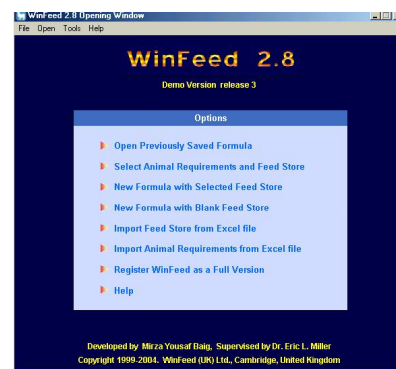 WinFeed 2.8 Opening Window
File Open Tools Help
WinFeed 2.8
Demo Version release 3
Options
Open Previously Saved Formula
Select Animal Requirements and Feed Store
New Formula with Selected Feed Store
New Formula with Blank Feed Store
Import Feed Store from Excel file
Import Animal Requirements from Excel file
Register WinFeed as a Full Version
Help
Developed by Mirza Yousaf Baig, Supervised by Dr. Eric L. Miller
Copyright 1999-2004. WinFeed (UK) Ltd., Cambridge, United Kingdom